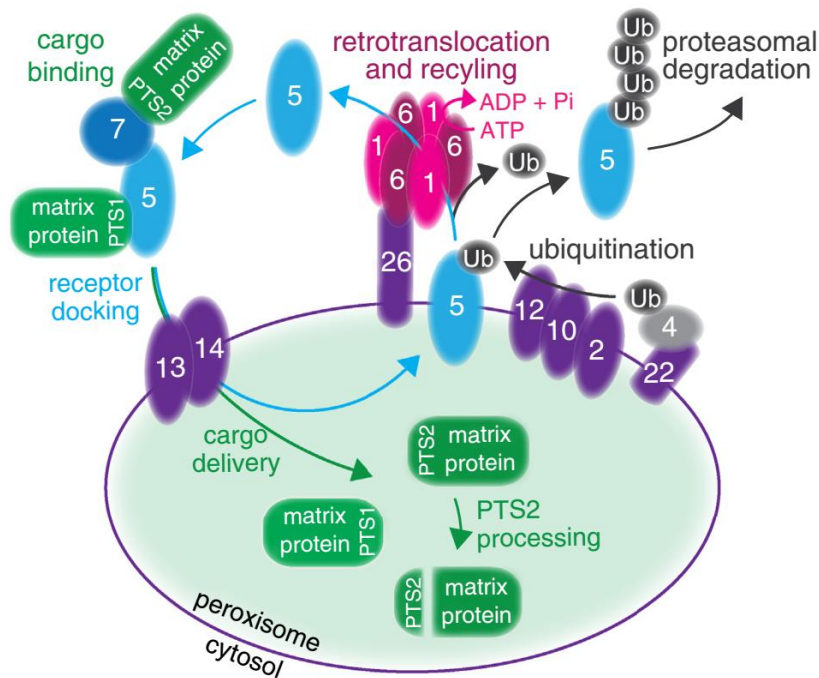 cargo
binding
matrix
protein
PTS2
7
5
matrix
protein
PTS1
5
receptor
docking
retrotranslocation
and recyling
ADP + Pi
ATP
6
1
1
6
6
1
26
Ub
Ub
Ub
Ub
Ub
5
proteasomal
degradation
ubiquitination
Ub
5
12
10
2
Ub
4
22
13
14
cargo
delivery
PTS2
matrix
protein
matrix
protein
PTS1
PTS2
processing
PTS2
matrix
protein
peroxisome
cytosol